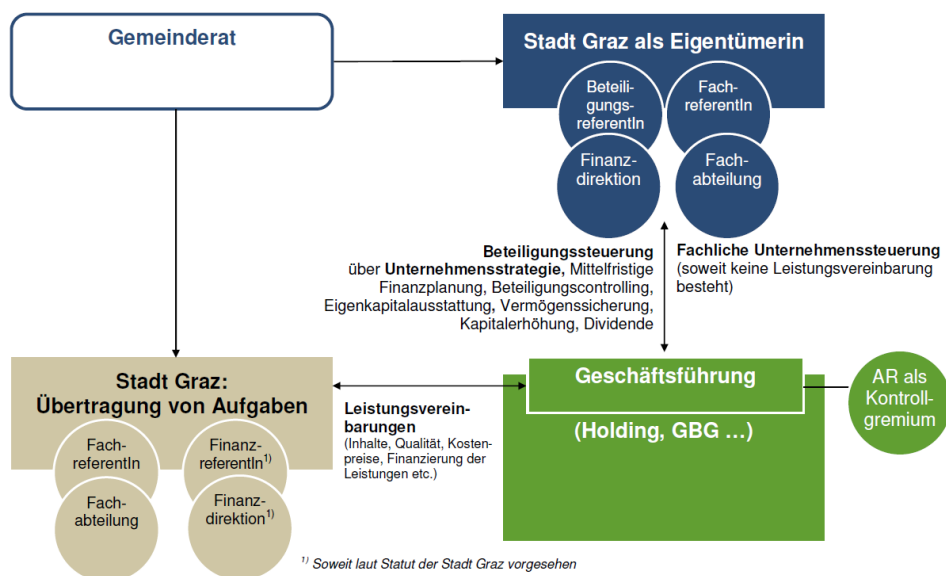 Gemeinderat
Stadt Graz als Eigentümerin
Beteili-
gungs-
referentIn
Fach-
referentIn
Finanz-
direktion
Fach-
abteilung
Beteiligungssteuerung
über Unternehmensstrategie, Mittelfristige
Finanzplanung, Beteiligungscontrolling,
Eigenkapitalausstattung, Vermögenssicherung,
Kapitalerhöhung, Dividende
Fachliche Unternehmenssteuerung
(soweit keine Leistungsvereinbarung
besteht)
Stadt Graz:
Übertragung von Aufgaben
Fach-
referentIn
Finanz-
referentIn¹⁾
Fach-
abteilung
Finanz-
direktion¹⁾
Leistungsverein-
barungen
(Inhalte, Qualität, Kosten-
preise, Finanzierung der
Leistungen etc.)
Geschäftsführung
(Holding, GBG ...)
AR als
Kontroll-
gremium
¹⁾ Soweit laut Statut der Stadt Graz vorgesehen